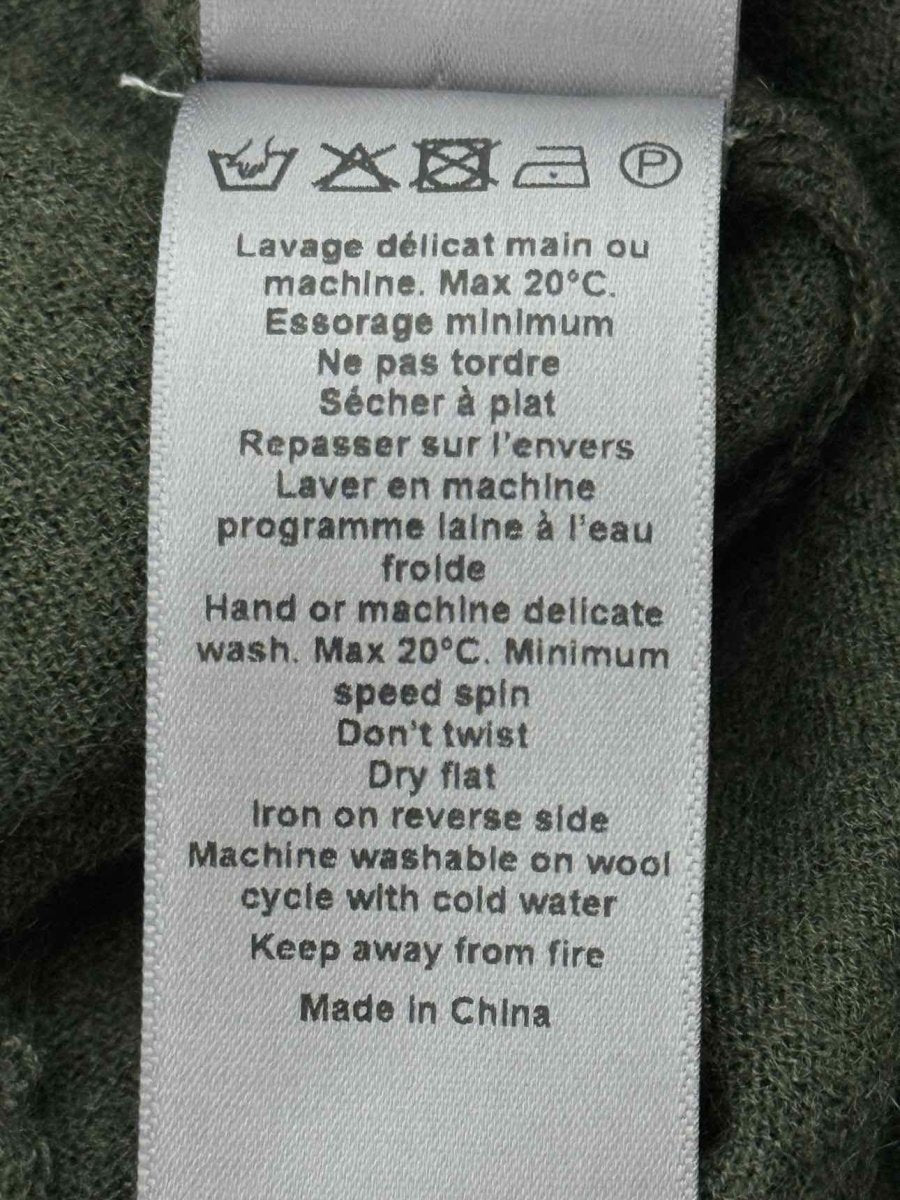 P
Lavage délicat main ou
machine. Max 20°C.
Essorage minimum
Ne pas tordre
Sécher à plat
Repasser sur l'envers
Laver en machine
programme laine à l'eau
froide
Hand or machine delicate
wash. Max 20°C. Minimum
speed spin
Don't twist
Dry flat
Iron on reverse side
Machine washable on wool
cycle with cold water
Keep away from fire
Made in China